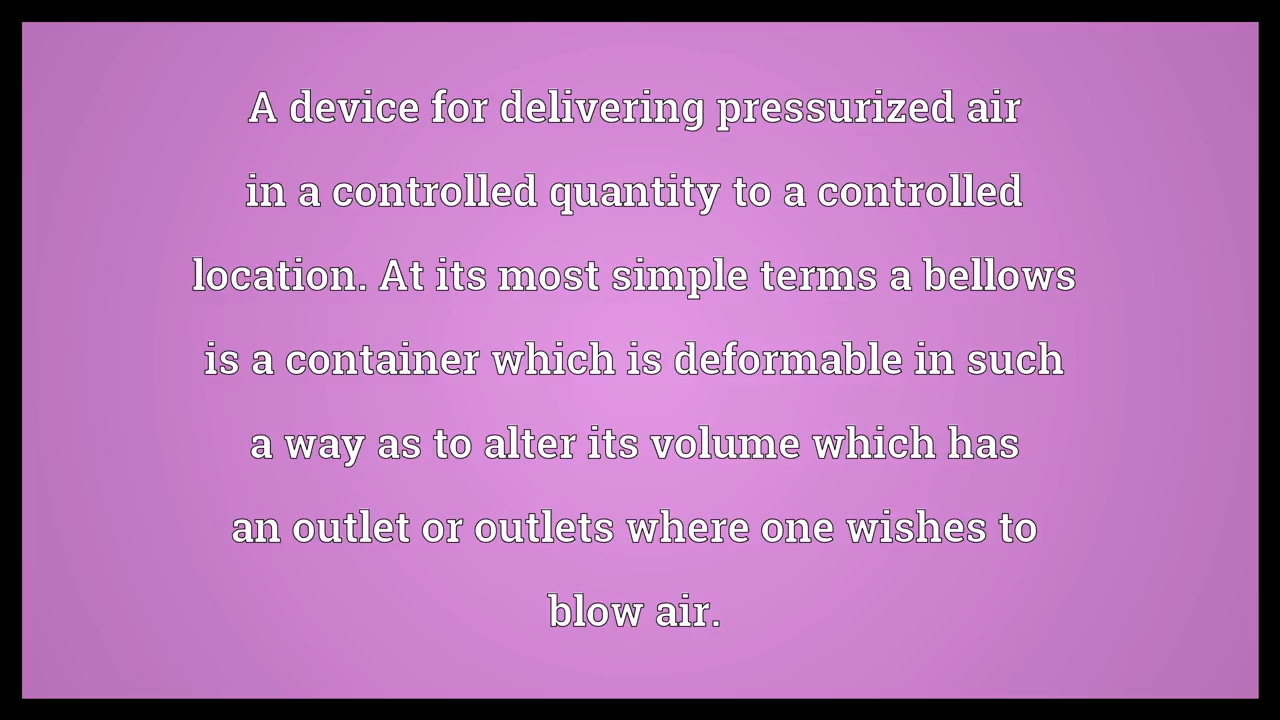 A device for delivering pressurized air
in a controlled quantity to a controlled
location. At its most simple terms a bellows
is a container which is deformable in such
a way as to alter its volume which has
an outlet or outlets where one wishes to
blow air.